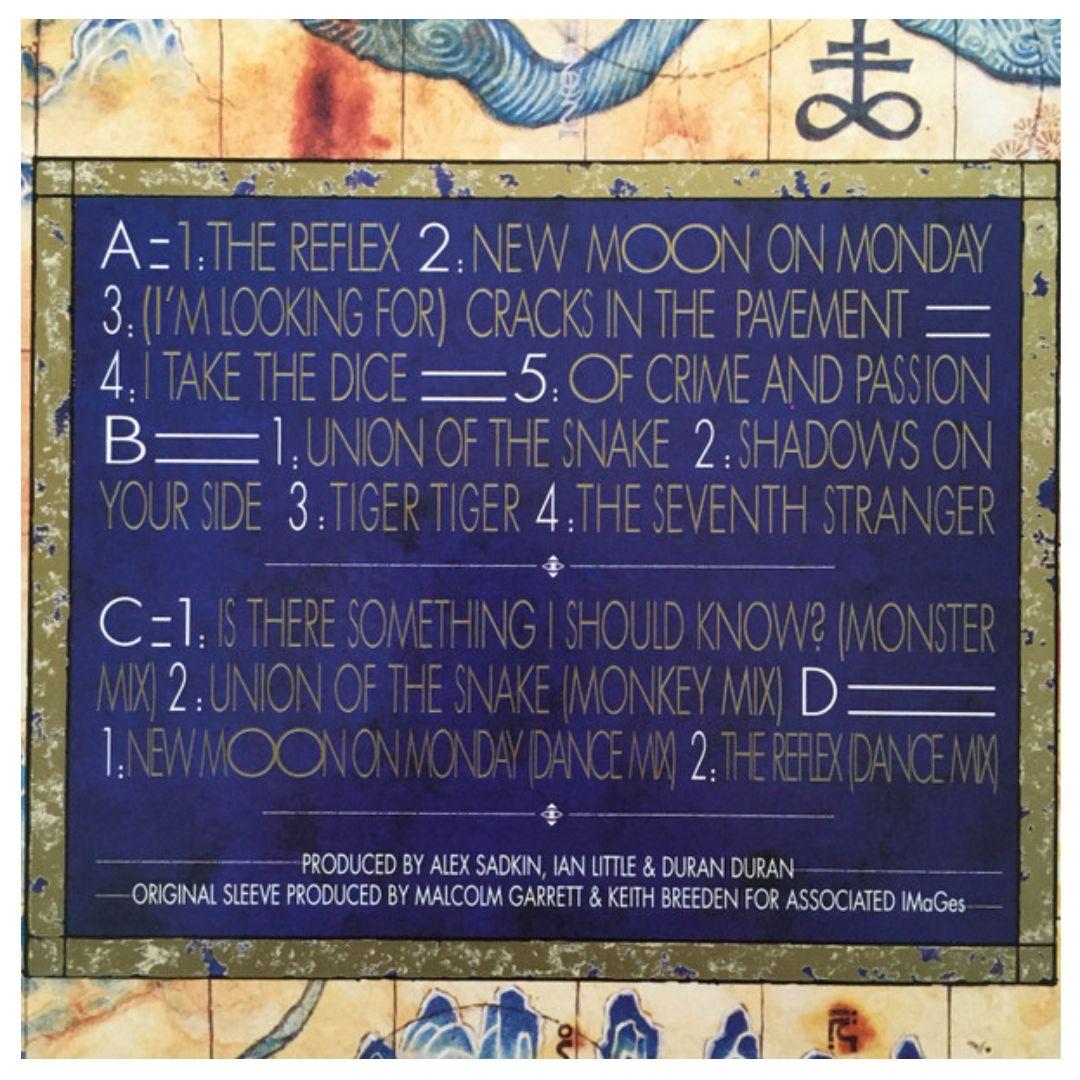 A=1:THE REFLEX 2:NEW MOON ON MONDAY
3:(I'M LOOKING FOR) CRACKS IN THE PAVEMENT
4:I TAKE THE DICE 5:OF CRIME AND PASSION
B 1:UNION OF THE SNAKE 2:SHADOWS ON
YOUR SIDE 3:TIGER TIGER 4:THE SEVENTH STRANGER
C=1: IS THERE SOMETHING I SHOULD KNOW? (MONSTER
MIX) 2:UNION OF THE SNAKE (MONKEY MIX) D
1:NEW MOON ON MONDAY (DANCE MIX) 2:THE REFLEX (DANCE MIX)
PRODUCED BY ALEX SADKIN, IAN LITTLE & DURAN DURAN
ORIGINAL SLEEVE PRODUCED BY MALCOLM GARRETT & KEITH BREEDEN FOR ASSOCIATED IMaGes